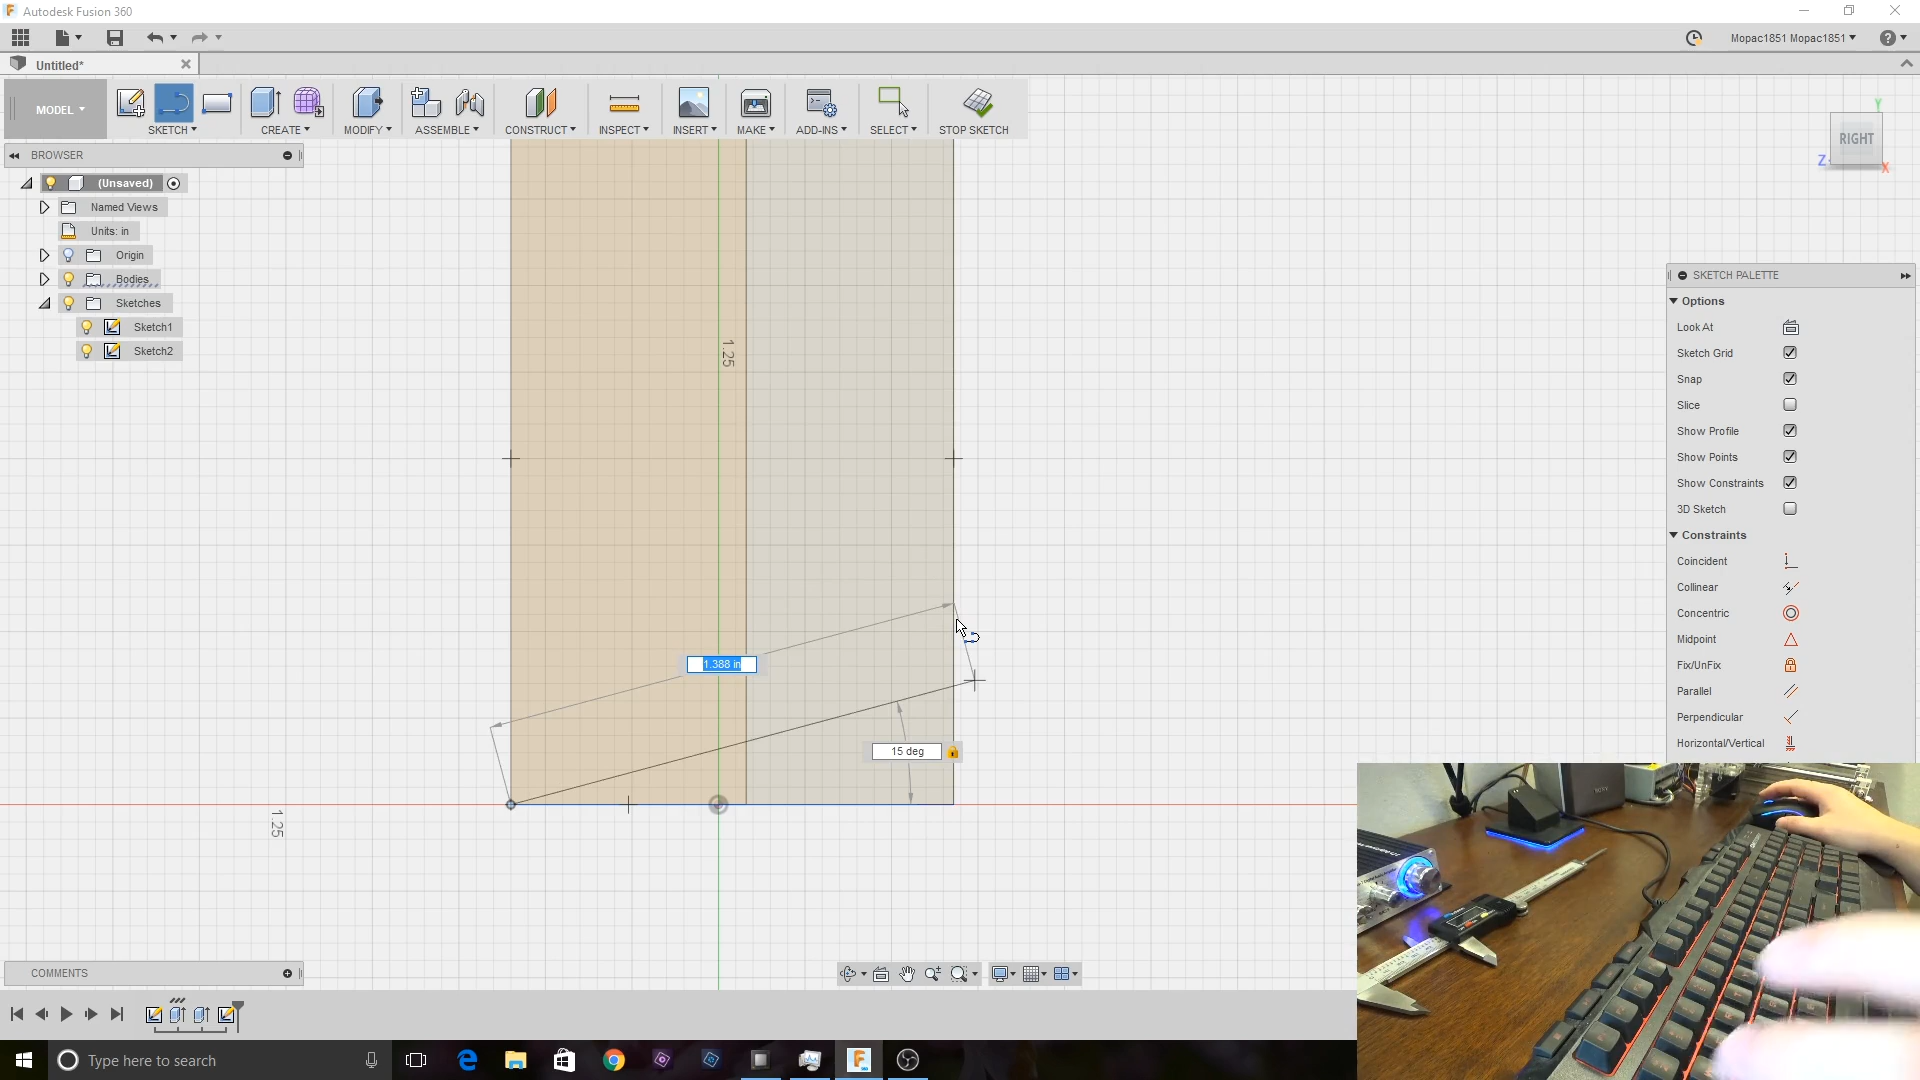 Autodesk Fusion 360
Mopac1851 Mopac1851
Untitled*
MODEL
SKETCH
CREATE
MODIFY
ASSEMBLE
CONSTRUCT
INSPECT
INSERT
MAKE
ADD-INS
SELECT
STOP SKETCH
Y
RIGHT
Z
X
BROWSER
(Unsaved)
Named Views
Units: in
Origin
Bodies
Sketches
Sketch1
Sketch2
SKETCH PALETTE
Options
Look At
Sketch Grid
Snap
Slice
Show Profile
Show Points
Show Constraints
3D Sketch
Constraints
Coincident
Collinear
Concentric
Midpoint
Fix/UnFix
Parallel
Perpendicular
Horizontal/Vertical
1.25
1.388 in
15 deg
1.25
COMMENTS
Type here to search